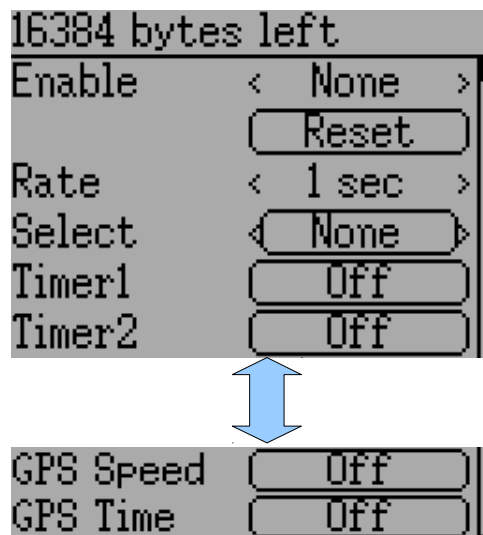 16384 bytes left
Enable < None >
Reset
Rate < 1 sec >
Select < None >
Timer1 Off
Timer2 Off
GPS Speed Off
GPS Time Off